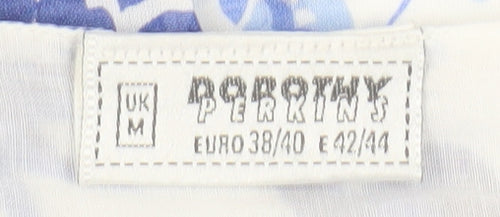 DOROTHY
PERKINS
UK
M
EURO 38/40 E 42/44